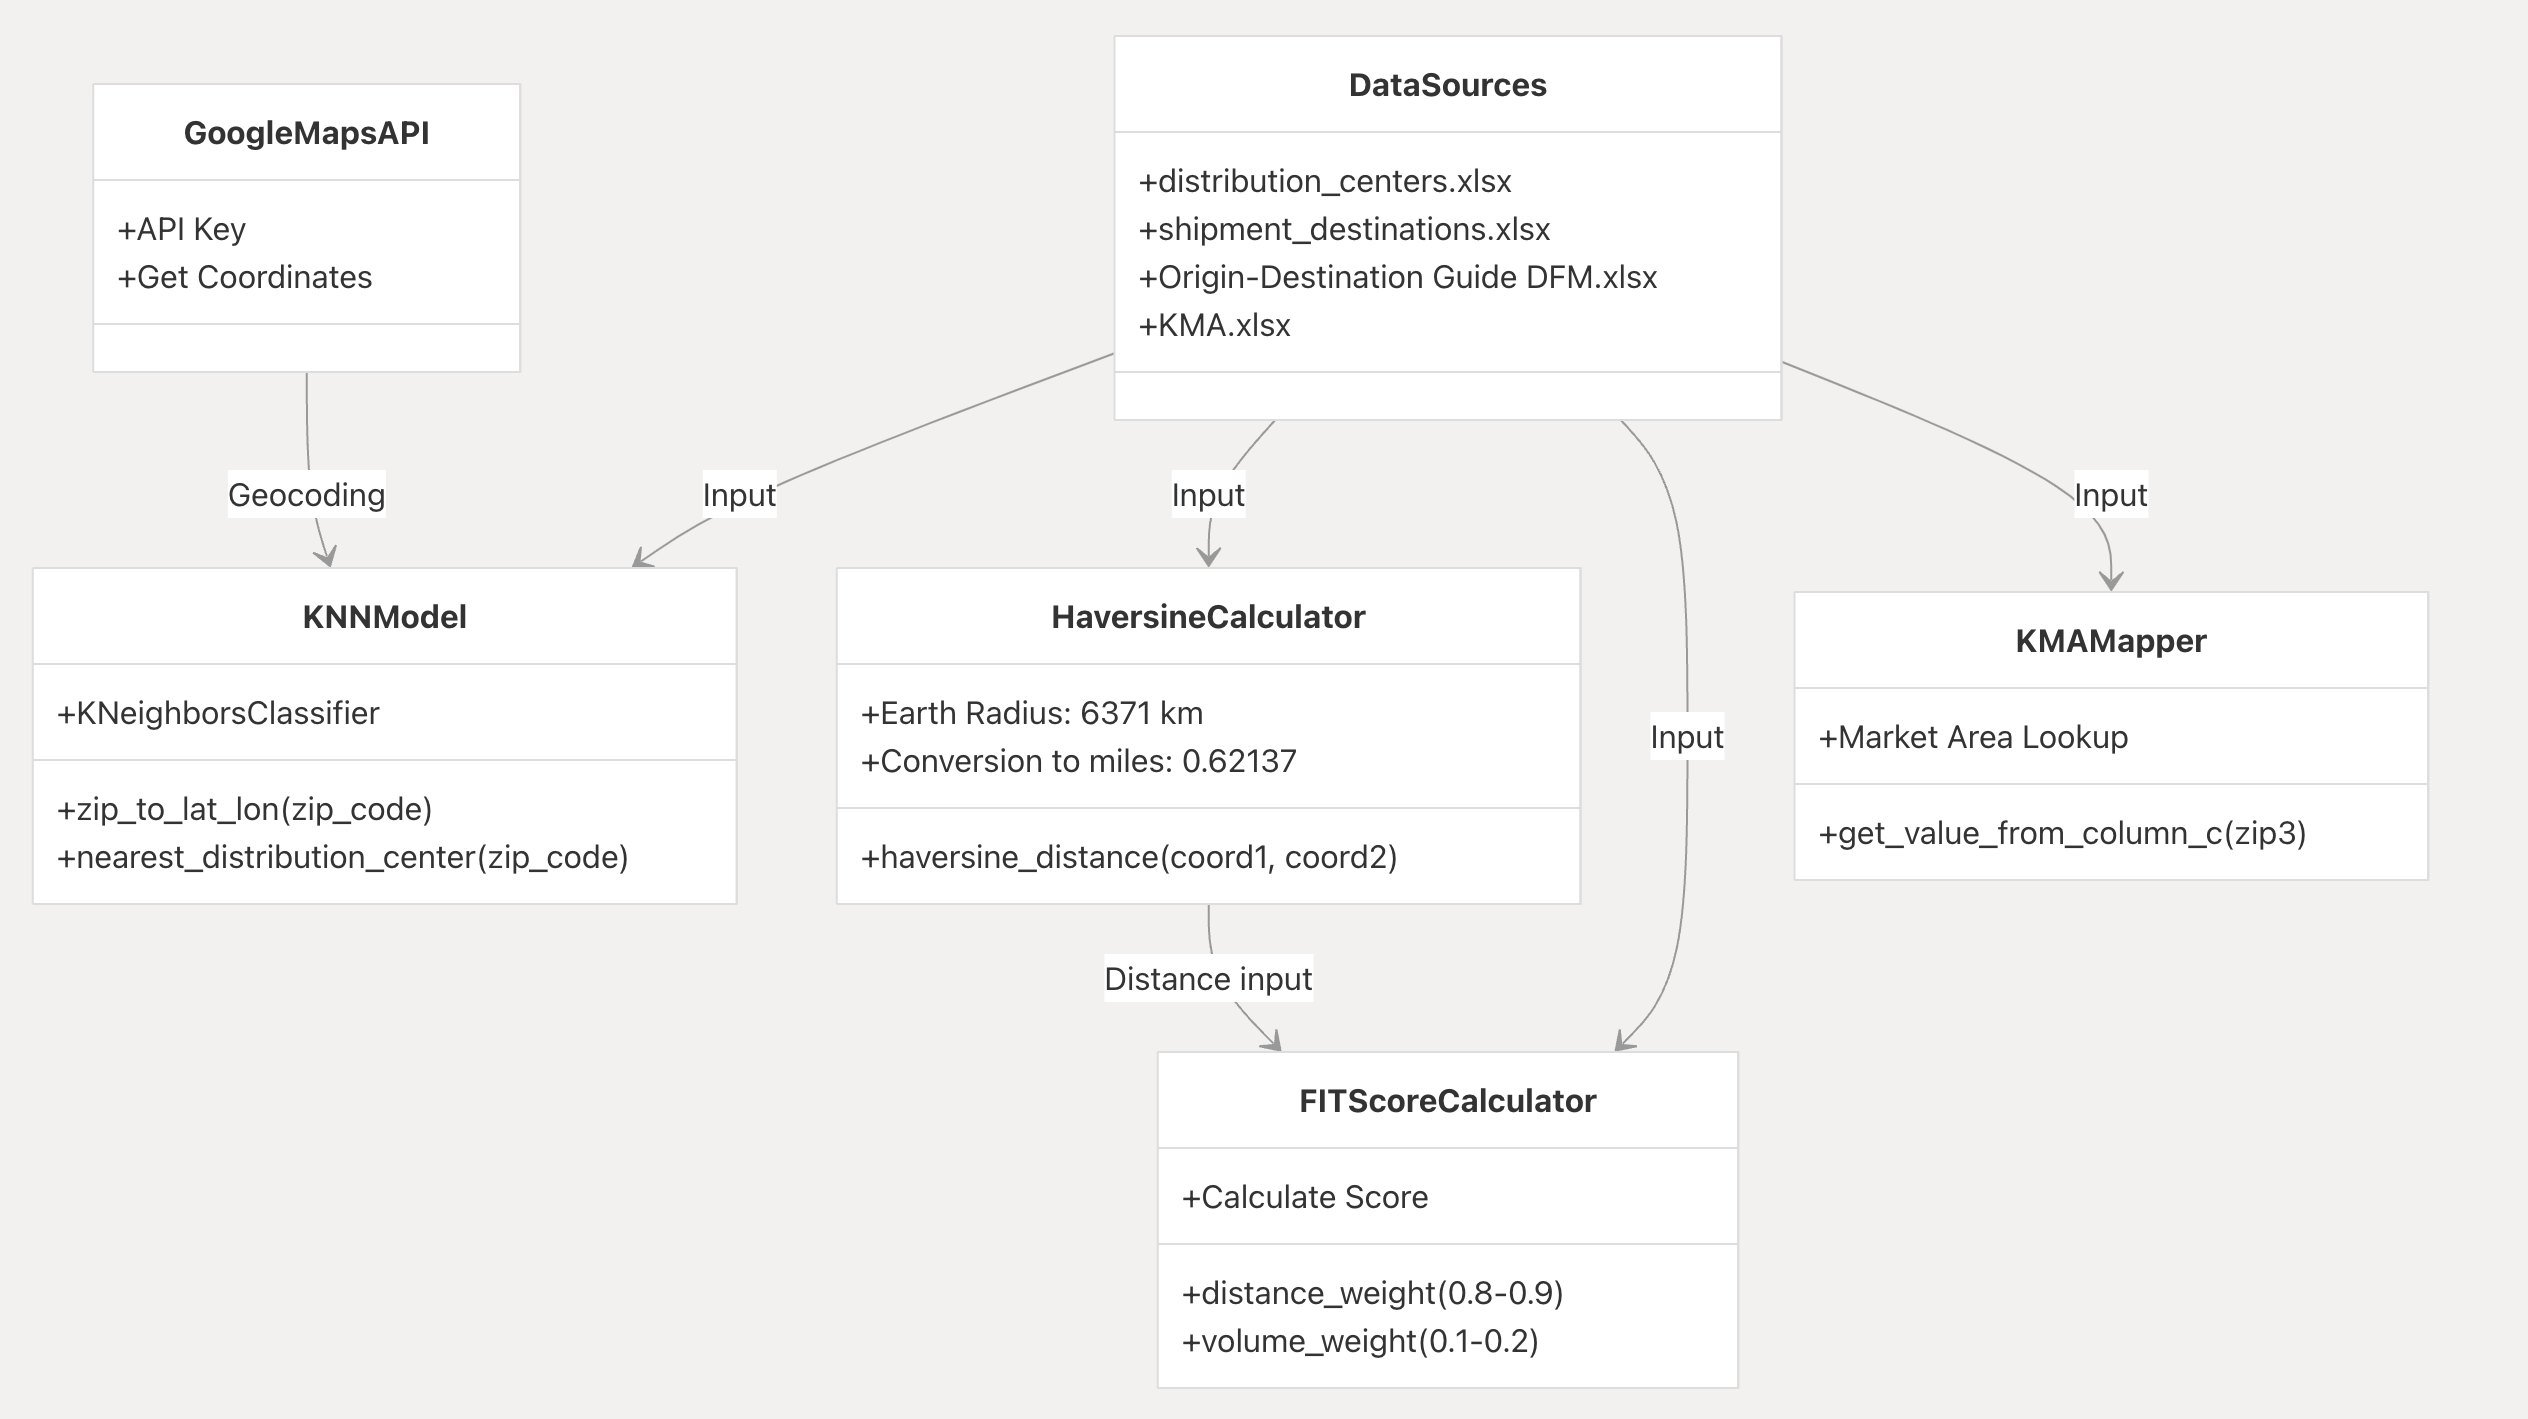 GoogleMapsAPI
+API Key
+Get Coordinates
DataSources
+distribution_centers.xlsx
+shipment_destinations.xlsx
+Origin-Destination Guide DFM.xlsx
+KMA.xlsx
Geocoding
Input
Input
Input
KNNModel
+KNeighborsClassifier
+zip_to_lat_lon(zip_code)
+nearest_distribution_center(zip_code)
HaversineCalculator
+Earth Radius: 6371 km
+Conversion to miles: 0.62137
+haversine_distance(coord1, coord2)
Input
KMAMapper
+Market Area Lookup
+get_value_from_column_c(zip3)
Distance input
FITScoreCalculator
+Calculate Score
+distance_weight(0.8-0.9)
+volume_weight(0.1-0.2)